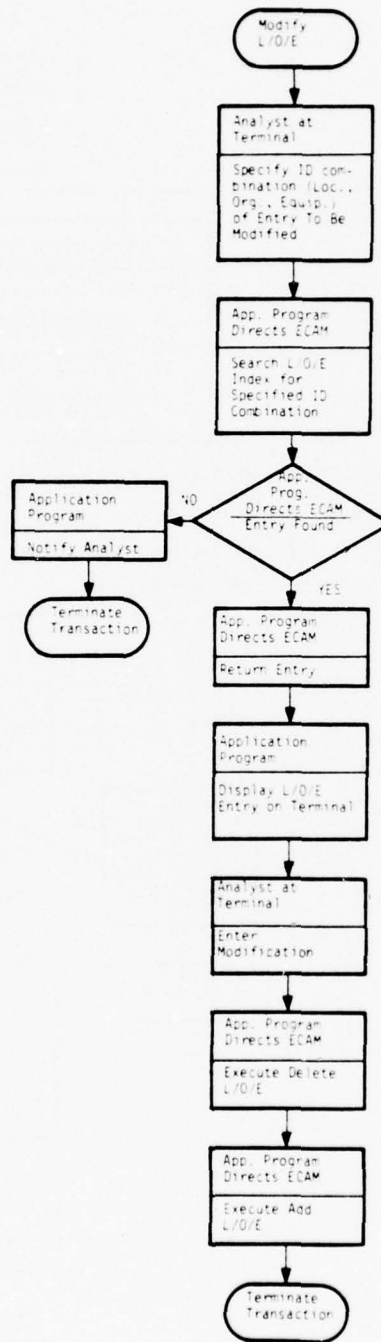 Modify
L/O/E
Analyst at
Terminal
Specify ID com-
bination (Loc.,
Org., Equip.)
of Entry To Be
Modified
App. Program
Directs ECAM
Search L/O/E
Index for
Specified ID
Combination
App.
Prog.
Directs ECAM
Entry Found
NO
Application
Program
Notify Analyst
Terminate
Transaction
YES
App. Program
Directs ECAM
Return Entry
Application
Program
Display L/O/E
Entry on Terminal
Analyst at
Terminal
Enter
Modification
App. Program
Directs ECAM
Execute Delete
L/O/E
App. Program
Directs ECAM
Execute Add
L/O/E
Terminate
Transaction